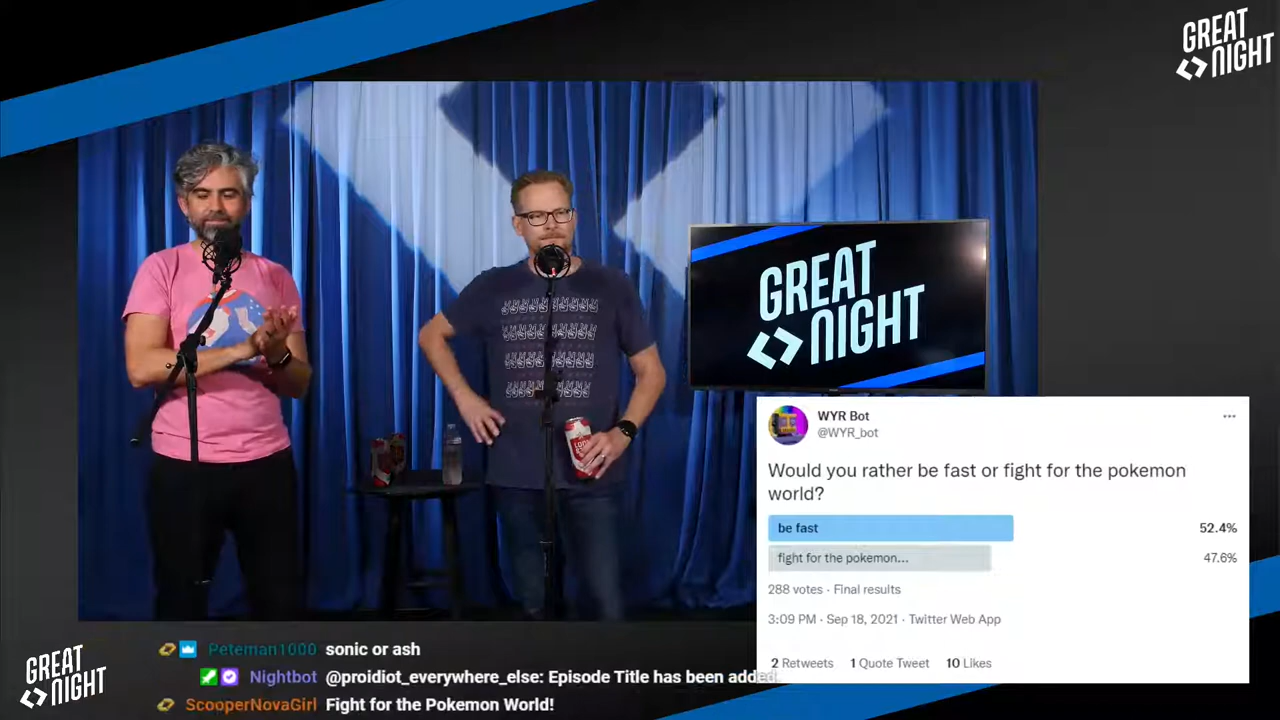 GREAT
NIGHT
GREAT
NIGHT
WYR Bot
@WYR_bot
Would you rather be fast or fight for the pokemon
world?
be fast
52.4%
fight for the pokemon...
47.6%
288 votes · Final results
3:09 PM · Sep 18, 2021 · Twitter Web App
2 Retweets 1 Quote Tweet 10 Likes
Peteman1000 sonic or ash
Nightbot @proidiot_everywhere_else: Episode Title has been added.
ScooperNovaGirl Fight for the Pokemon World!
GREAT
NIGHT